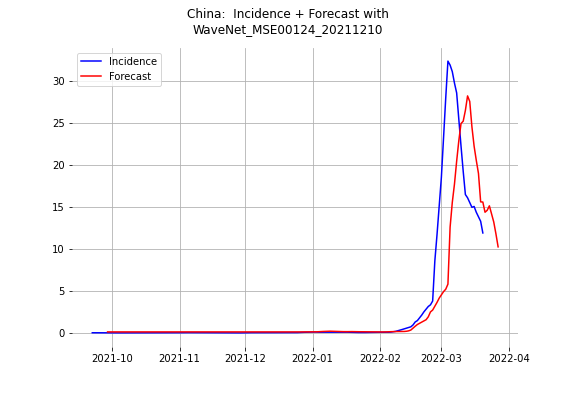 China:  Incidence + Forecast with
WaveNet_MSE00124_20211210
Incidence
Forecast
30
25
20
15
10
5
0
2021-10 2021-11 2021-12 2022-01 2022-02 2022-03 2022-04